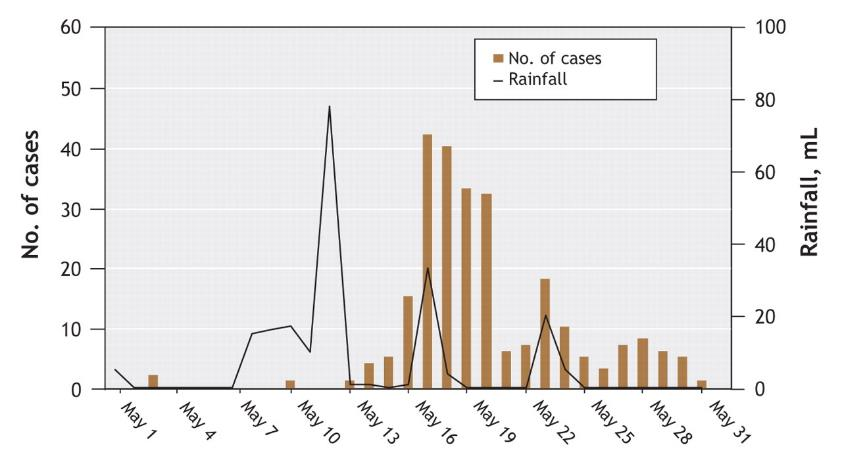 60
50
40
30
20
10
0
No. of cases
No. of cases
Rainfall
100
80
60
40
20
0
Rainfall, mL
May 1
May 4
May 7
May 10
May 13
May 16
May 19
May 22
May 25
May 28
May 31